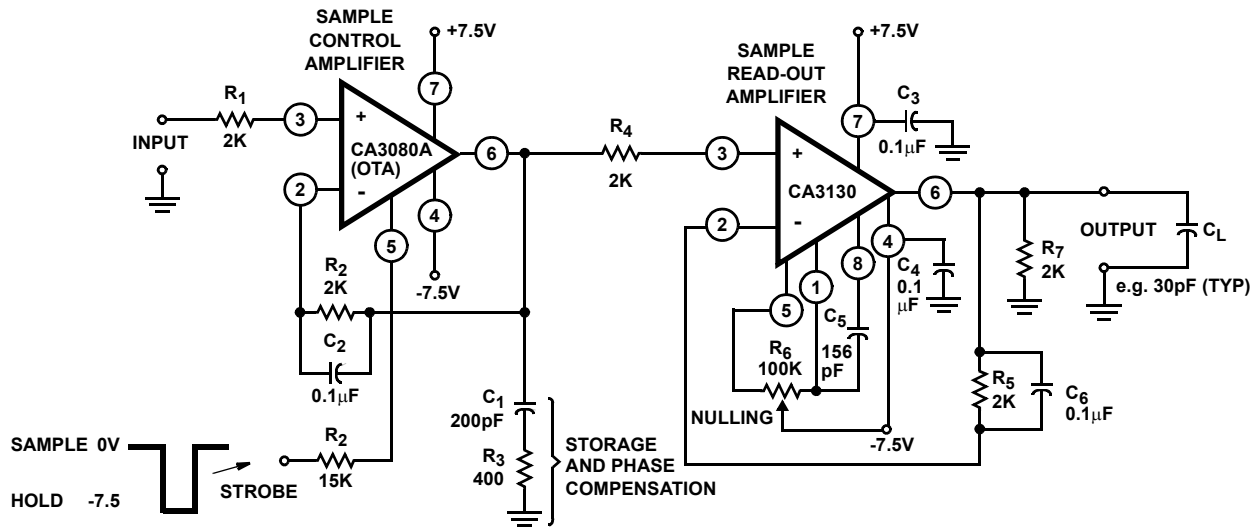 SAMPLE
CONTROL
AMPLIFIER
+7.5V
7
R1
2K
3
+
INPUT
CA3080A
(OTA)
6
2
-
4
5
-7.5V
R2
2K
C2
0.1µF
C1
200pF
R3
400
STORAGE
AND PHASE
COMPENSATION
SAMPLE 0V
HOLD -7.5
STROBE
R2
15K
R4
2K
SAMPLE
READ-OUT
AMPLIFIER
+7.5V
7
C3
0.1µF
3
+
CA3130
6
2
-
4
8
1
5
C4
0.1
µF
C5
156
pF
R6
100K
NULLING
-7.5V
R7
2K
OUTPUT
CL
e.g. 30pF (TYP)
R5
2K
C6
0.1µF